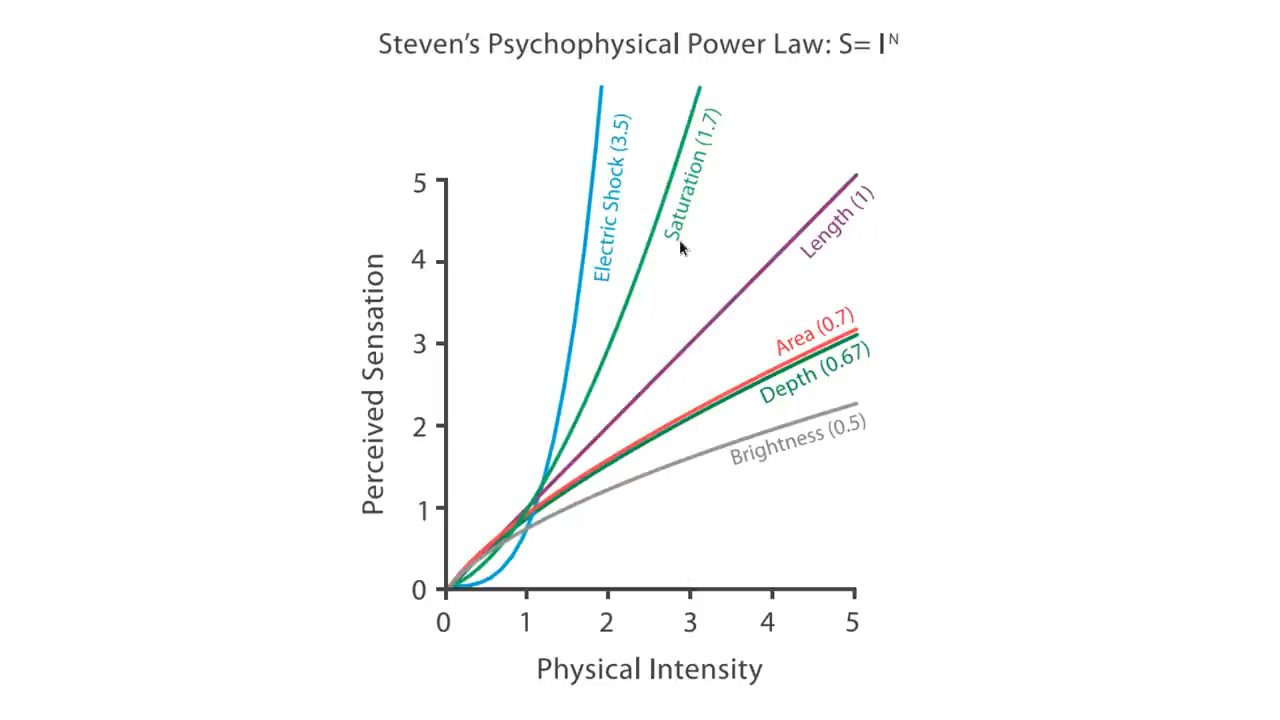 Steven's Psychophysical Power Law: S= I^N
Electric Shock (3.5)
Saturation (1.7)
Length (1)
Area (0.7)
Depth (0.67)
Brightness (0.5)
Perceived Sensation
5
4
3
2
1
0
0 1 2 3 4 5
Physical Intensity